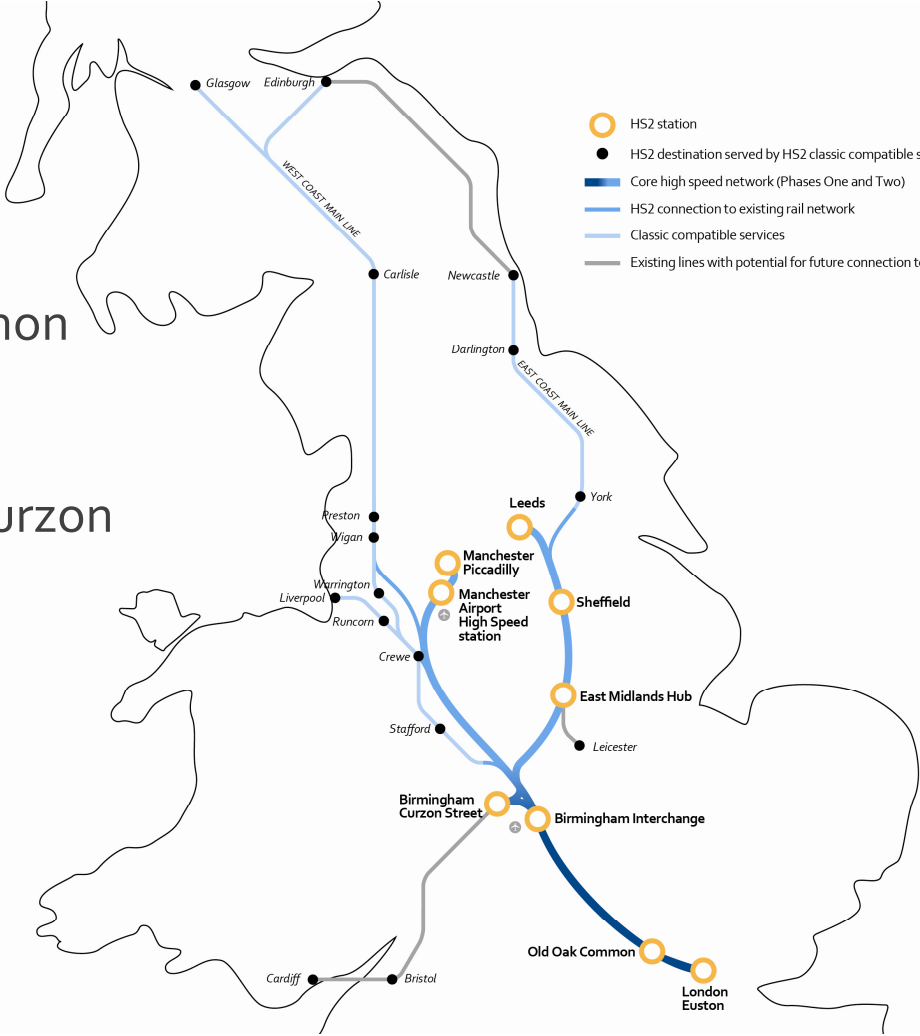 Glasgow
Edinburgh
HS2 station
HS2 destination served by HS2 classic compatible s
Core high speed network (Phases One and Two)
HS2 connection to existing rail network
Classic compatible services
Existing lines with potential for future connection t
WEST COAST MAIN LINE
Carlisle
Newcastle
non
Darlington
EAST COAST MAIN LINE
York
Leeds
Preston
urzon
Wigan
Manchester
Piccadilly
Warrington
Liverpool
Manchester
Airport
High Speed
station
Sheffield
Runcorn
Crewe
East Midlands Hub
Stafford
Leicester
Birmingham
Curzon Street
Birmingham Interchange
Old Oak Common
Cardiff
Bristol
London
Euston